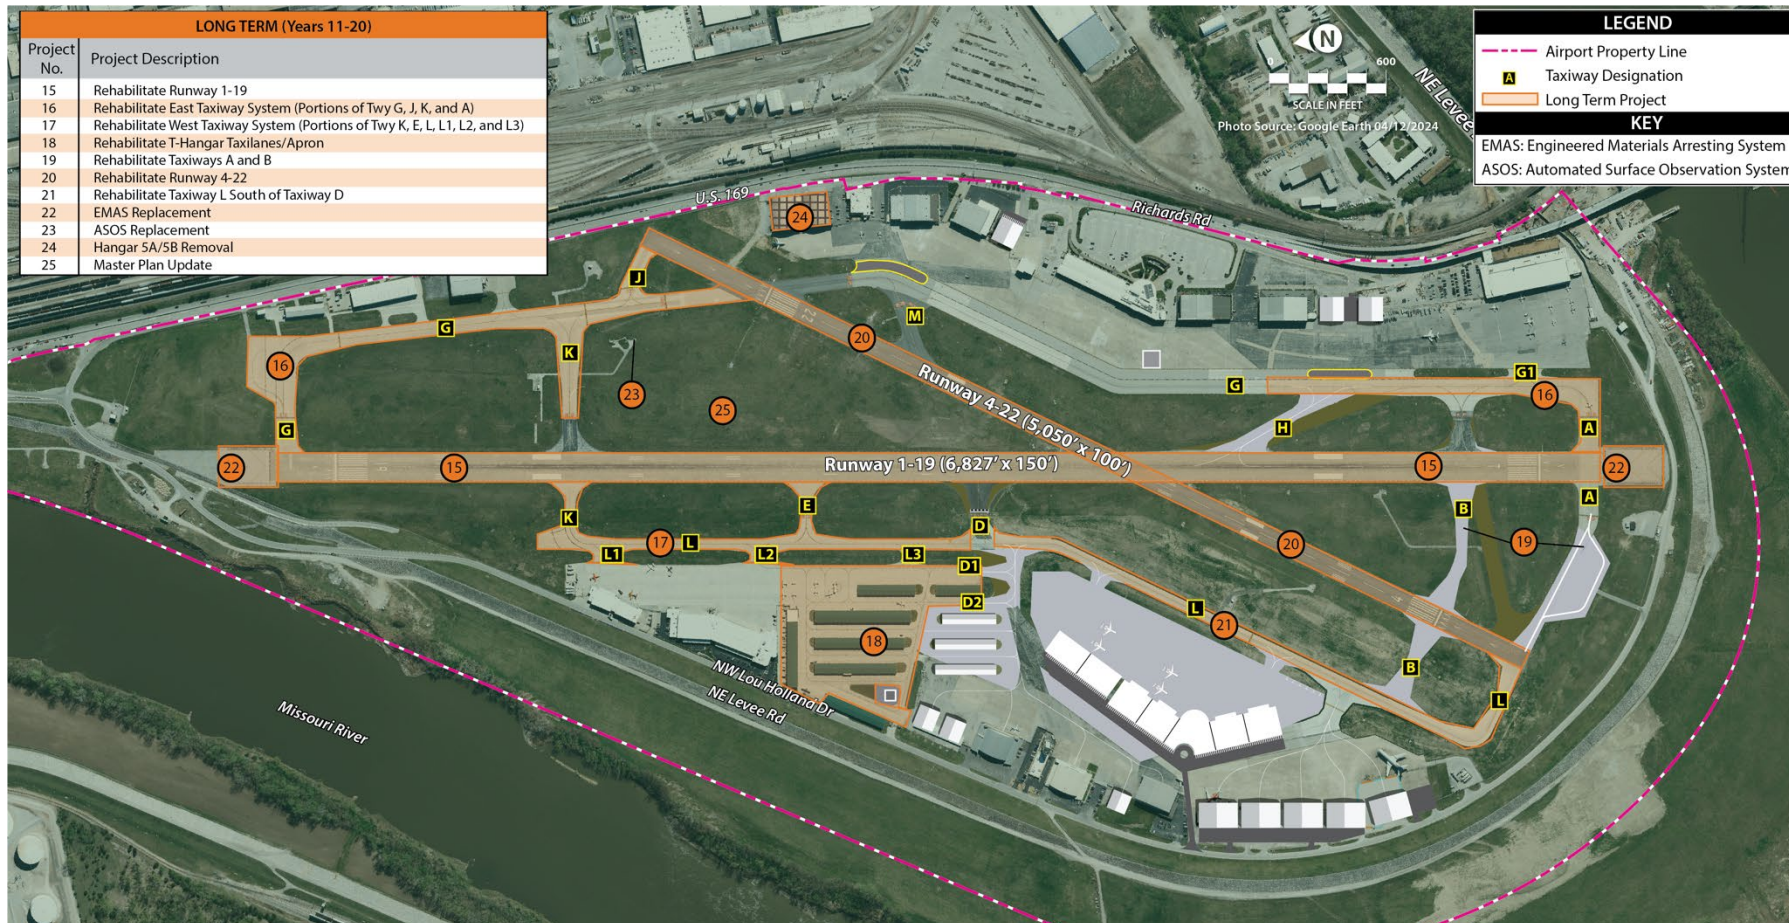 LONG TERM (Years 11-20)
Project No. Project Description
15 Rehabilitate Runway 1-19
16 Rehabilitate East Taxiway System (Portions of Twy G, J, K, and A)
17 Rehabilitate West Taxiway System (Portions of Twy K, E, L, L1, L2, and L3)
18 Rehabilitate T-Hangar Taxilanes/Apron
19 Rehabilitate Taxiways A and B
20 Rehabilitate Runway 4-22
21 Rehabilitate Taxiway L South of Taxiway D
22 EMAS Replacement
23 ASOS Replacement
24 Hangar 5A/5B Removal
25 Master Plan Update
N
0 600
SCALE IN FEET
Photo Source: Google Earth 04/12/2024
NE Levee
LEGEND
Airport Property Line
A Taxiway Designation
Long Term Project
KEY
EMAS: Engineered Materials Arresting System
ASOS: Automated Surface Observation System
U.S. 169
24
Richards Rd
J
G
M
22
20
K
16
23
25
Runway 4-22 (5,050' x 100')
G
G1
16
G
H
A
22
15
Runway 1-19 (6,827' x 150')
15
22
K
E
D
B
A
L1
17
L
L2
L3
D1
20
19
D2
L
21
18
B
L
NW Lou Holland Dr
NE Levee Rd
Missouri River